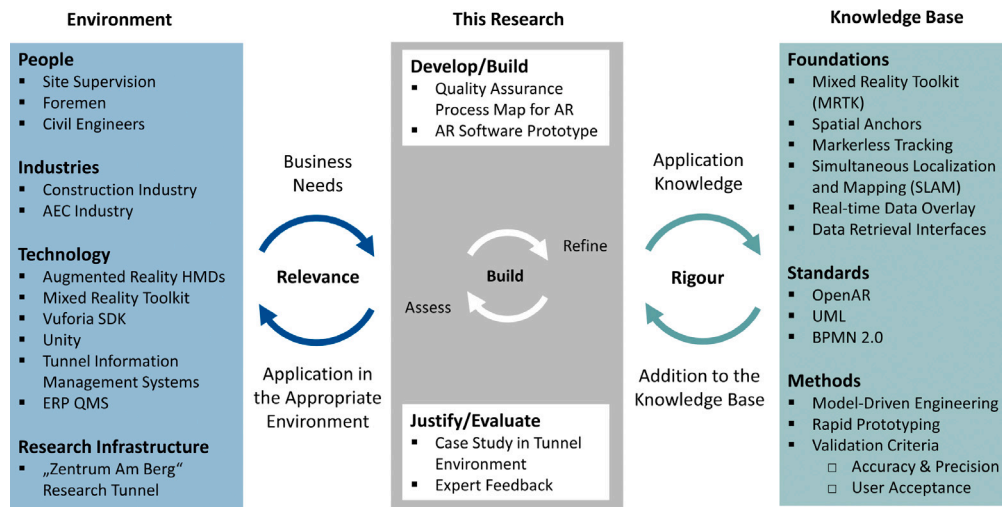 Environment
People
▪ Site Supervision
▪ Foremen
▪ Civil Engineers
Industries
▪ Construction Industry
▪ AEC Industry
Technology
▪ Augmented Reality HMDs
▪ Mixed Reality Toolkit
▪ Vuforia SDK
▪ Unity
▪ Tunnel Information
Management Systems
▪ ERP QMS
Research Infrastructure
▪ „Zentrum Am Berg“
Research Tunnel
Business
Needs
Relevance
Application in
the Appropriate
Environment
This Research
Develop/Build
▪ Quality Assurance
Process Map for AR
▪ AR Software Prototype
Refine
Build
Assess
Justify/Evaluate
▪ Case Study in Tunnel
Environment
▪ Expert Feedback
Application
Knowledge
Rigour
Addition to the
Knowledge Base
Knowledge Base
Foundations
▪ Mixed Reality Toolkit
(MRTK)
▪ Spatial Anchors
▪ Markerless Tracking
▪ Simultaneous Localization
and Mapping (SLAM)
▪ Real-time Data Overlay
▪ Data Retrieval Interfaces
Standards
▪ OpenAR
▪ UML
▪ BPMN 2.0
Methods
▪ Model-Driven Engineering
▪ Rapid Prototyping
▪ Validation Criteria
□ Accuracy & Precision
□ User Acceptance